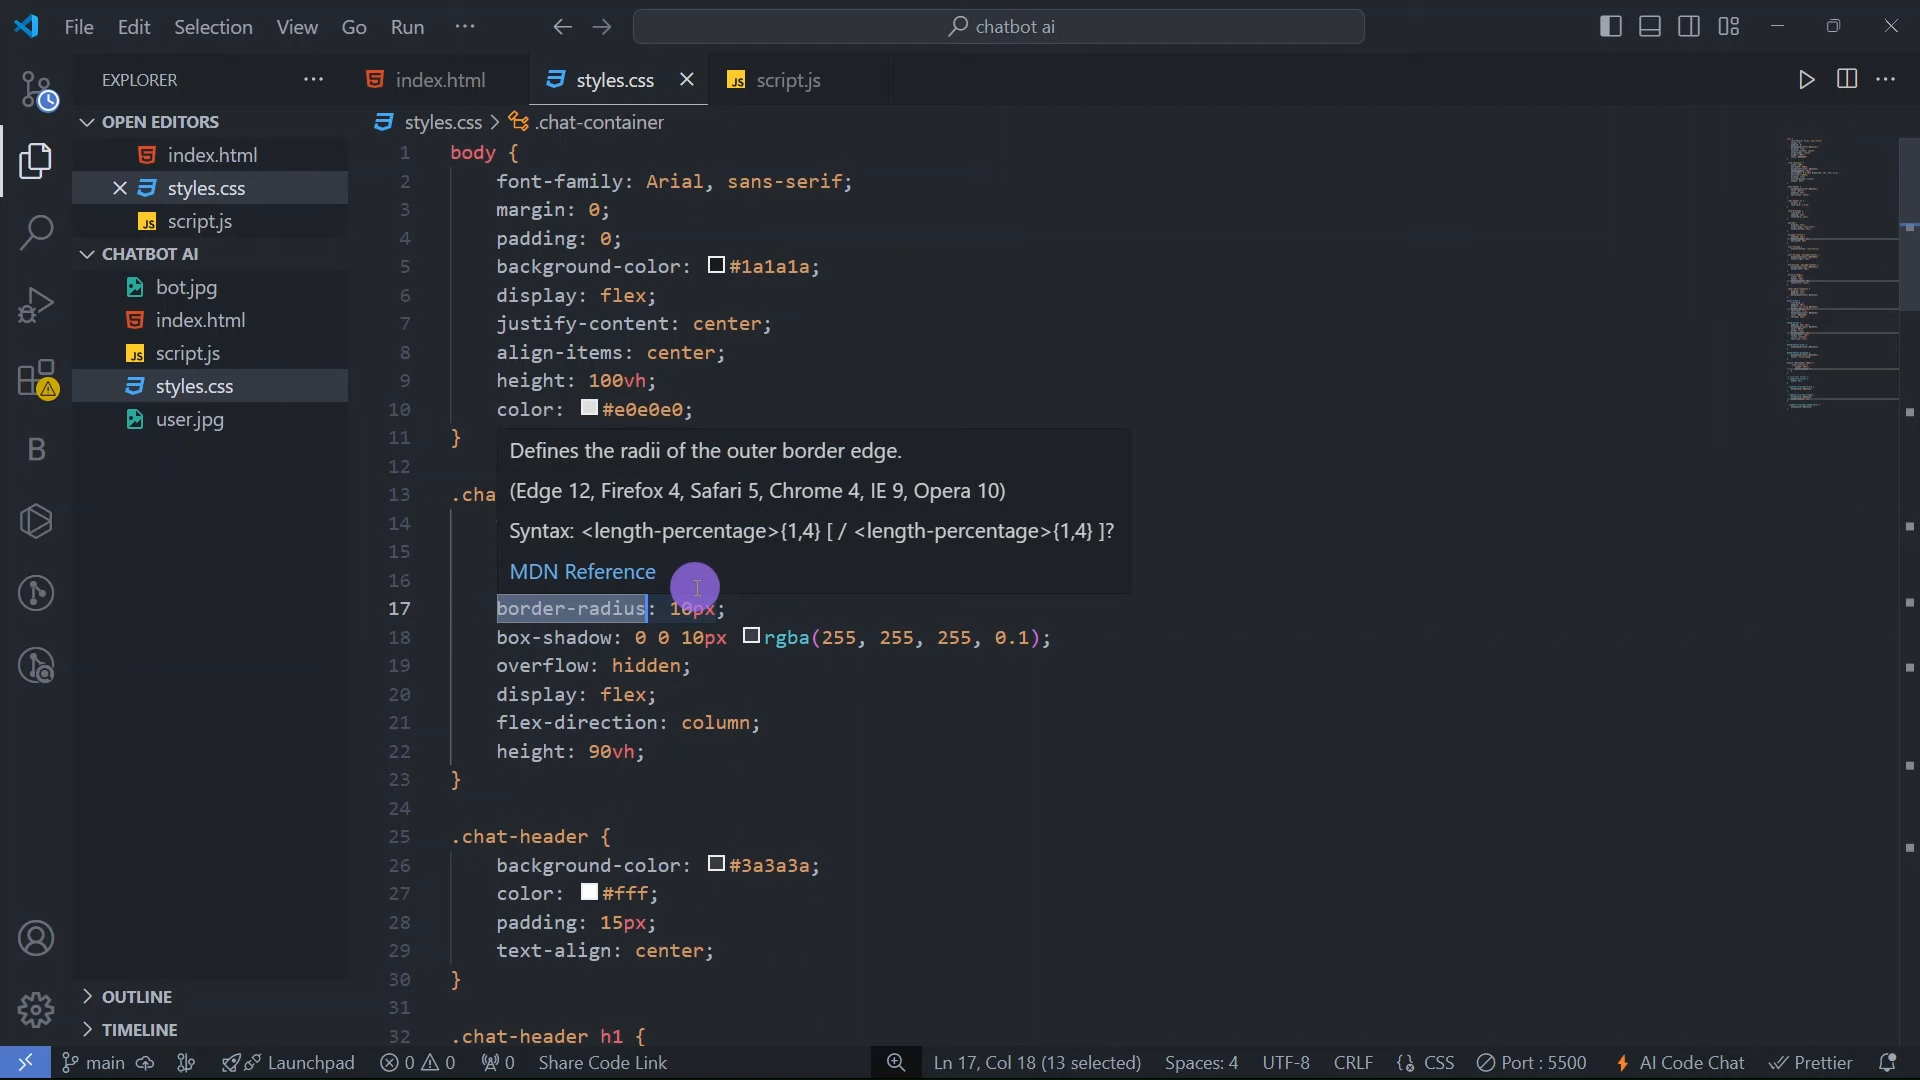 File Edit Selection View Go Run ··· chatbot ai
EXPLORER ··· index.html styles.css script.js ···
OPEN EDITORS
index.html
styles.css
JS script.js
CHATBOT AI
bot.jpg
index.html
JS script.js
styles.css
user.jpg
B
OUTLINE
TIMELINE
styles.css > .chat-container
1 body {
2 font-family: Arial, sans-serif;
3 margin: 0;
4 padding: 0;
5 background-color: #1a1a1a;
6 display: flex;
7 justify-content: center;
8 align-items: center;
9 height: 100vh;
10 color: #e0e0e0;
11 }
12
13 .cha
14
15
16
Defines the radii of the outer border edge.
(Edge 12, Firefox 4, Safari 5, Chrome 4, IE 9, Opera 10)
Syntax: <length-percentage>{1,4} [ / <length-percentage>{1,4} ]?
MDN Reference
17 border-radius: 10px;
18 box-shadow: 0 0 10px rgba(255, 255, 255, 0.1);
19 overflow: hidden;
20 display: flex;
21 flex-direction: column;
22 height: 90vh;
23 }
24
25 .chat-header {
26 background-color: #3a3a3a;
27 color: #fff;
28 padding: 15px;
29 text-align: center;
30 }
31
32 .chat-header h1 {
main Launchpad 0 0 0 Share Code Link Ln 17, Col 18 (13 selected) Spaces: 4 UTF-8 CRLF {} CSS Port : 5500 AI Code Chat Prettier